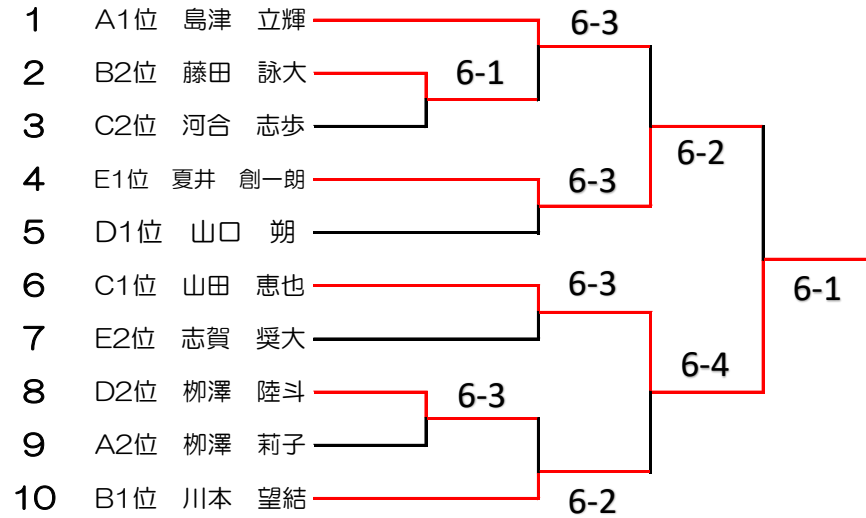 1 A1位 島津 立輝
6-3
2 B2位 藤田 詠大
6-1
3 C2位 河合 志歩
6-2
4 E1位 夏井 創一朗
6-3
5 D1位 山口 朔
6 C1位 山田 恵也
6-3
6-1
7 E2位 志賀 奨大
6-4
8 D2位 栁澤 陸斗
6-3
9 A2位 栁澤 莉子
10 B1位 川本 望結
6-2